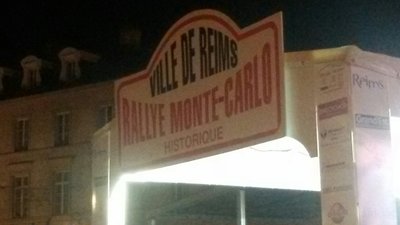 VILLE DE REIMS
RALLYE MONTE-CARLO
HISTORIQUE
Reims